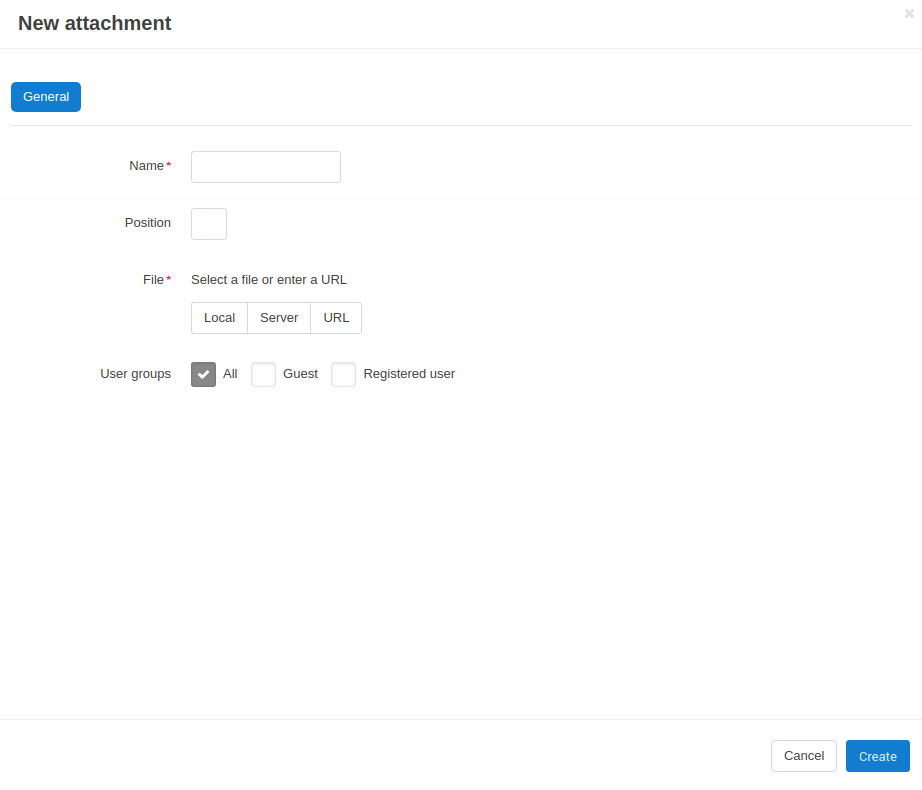 New attachment
General
Name*
Position
File* Select a file or enter a URL
Local Server URL
User groups All Guest Registered user
Cancel Create